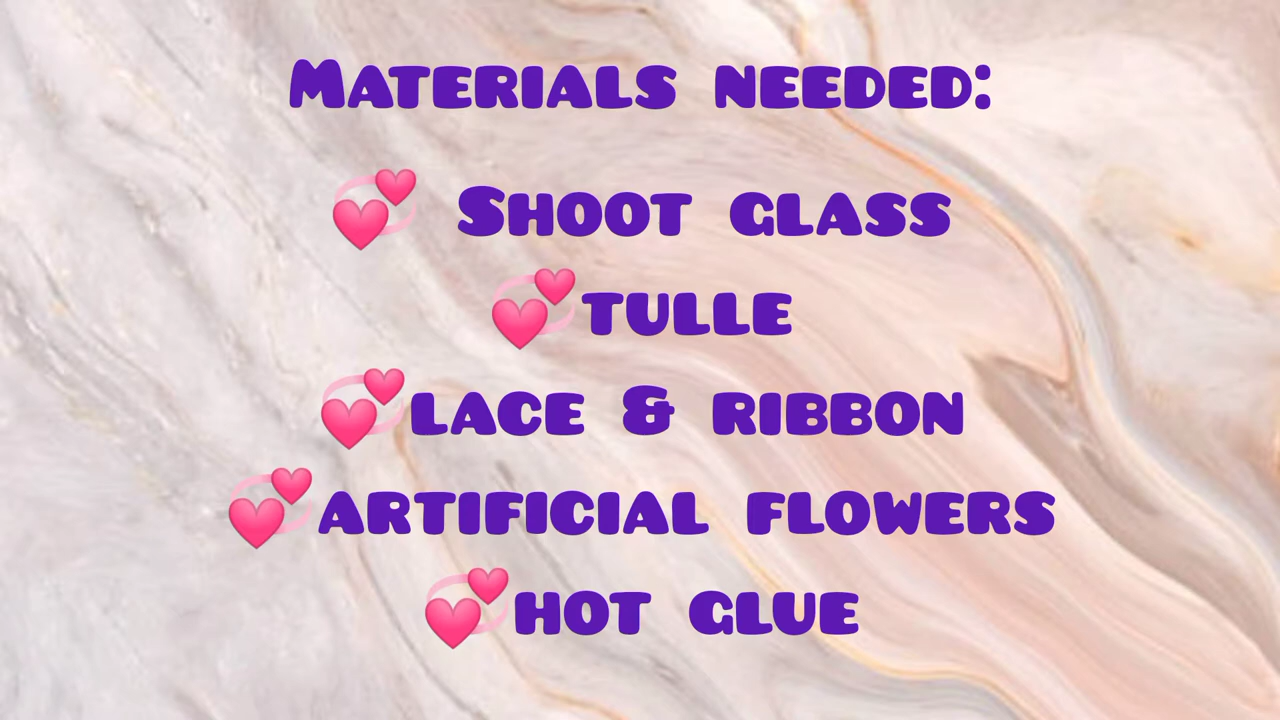 Materials needed:
💞 Shoot glass
💞tulle
💞lace & ribbon
💞artificial flowers
💞hot glue